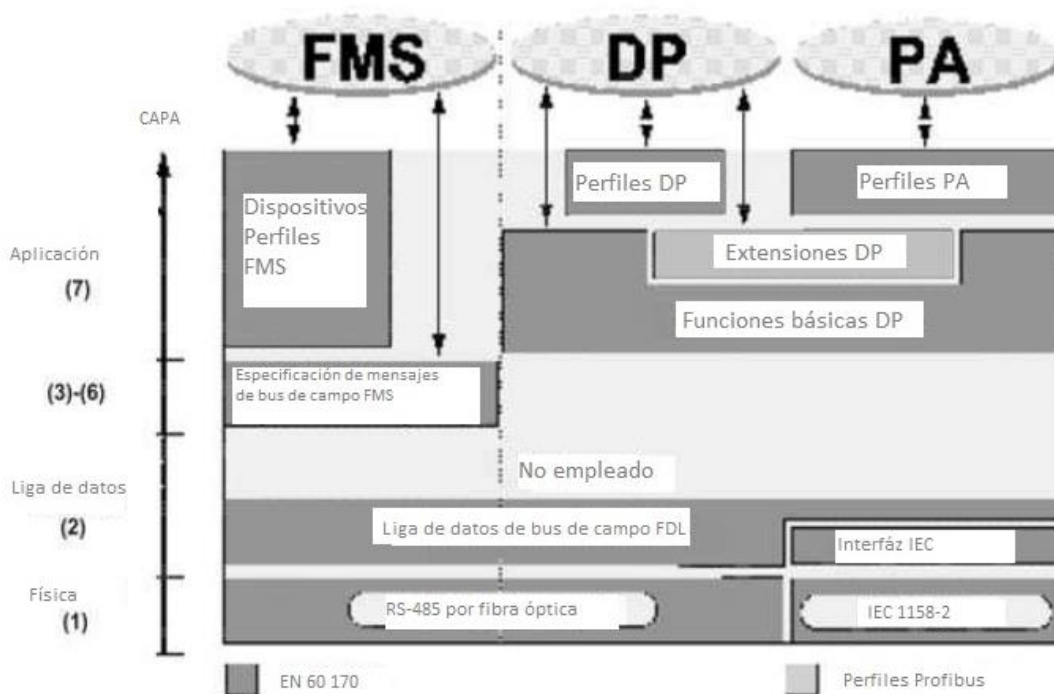 FMS
DP
PA
CAPA
Dispositivos
Perfiles
FMS
Perfiles DP
Perfiles PA
Aplicación
(7)
Extensiones DP
Funciones básicas DP
(3)-(6)
Especificación de mensajes
de bus de campo FMS
No empleado
Liga de datos
(2)
Liga de datos de bus de campo FDL
Interfáz IEC
Física
(1)
RS-485 por fibra óptica
IEC 1158-2
EN 60 170
Perfiles Profibus